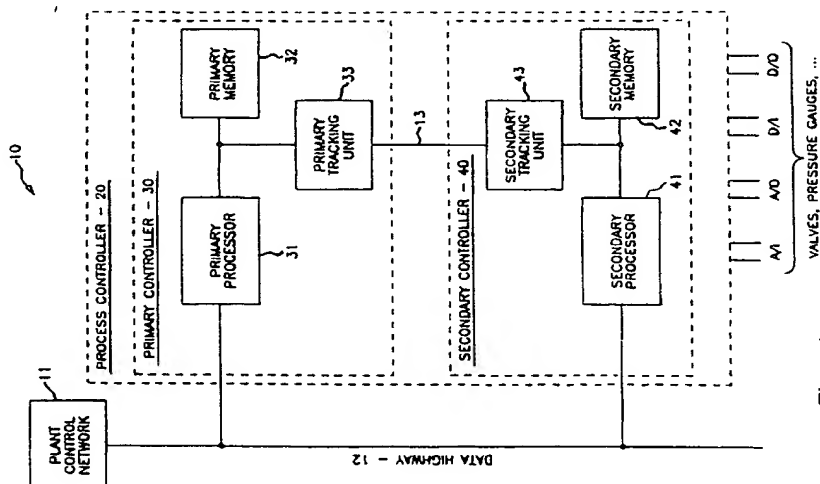 10
11
PLANT
CONTROL
NETWORK
DATA HIGHWAY - 12
PROCESS CONTROLLER - 20
PRIMARY CONTROLLER - 30
PRIMARY
PROCESSOR
31
PRIMARY
MEMORY
32
PRIMARY
TRACKING
UNIT
33
13
SECONDARY CONTROLLER - 40
SECONDARY
TRACKING
UNIT
43
SECONDARY
PROCESSOR
41
SECONDARY
MEMORY
42
A/I
A/O
D/I
D/O
VALVES, PRESSURE GAUGES, ...